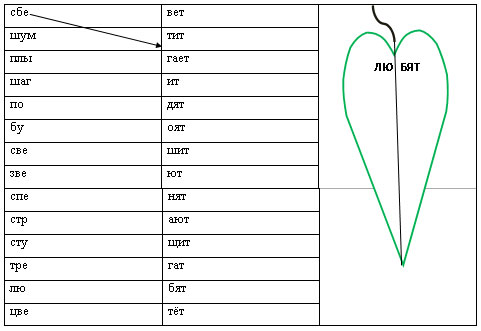 сбе вет
шум тит
плы гает
шаг ит
по дят
бу оят
све шит
зве ют
спе нят
стр ают
сту щит
тре гат
лю бят
цве тёт
ЛЮ БЯТ